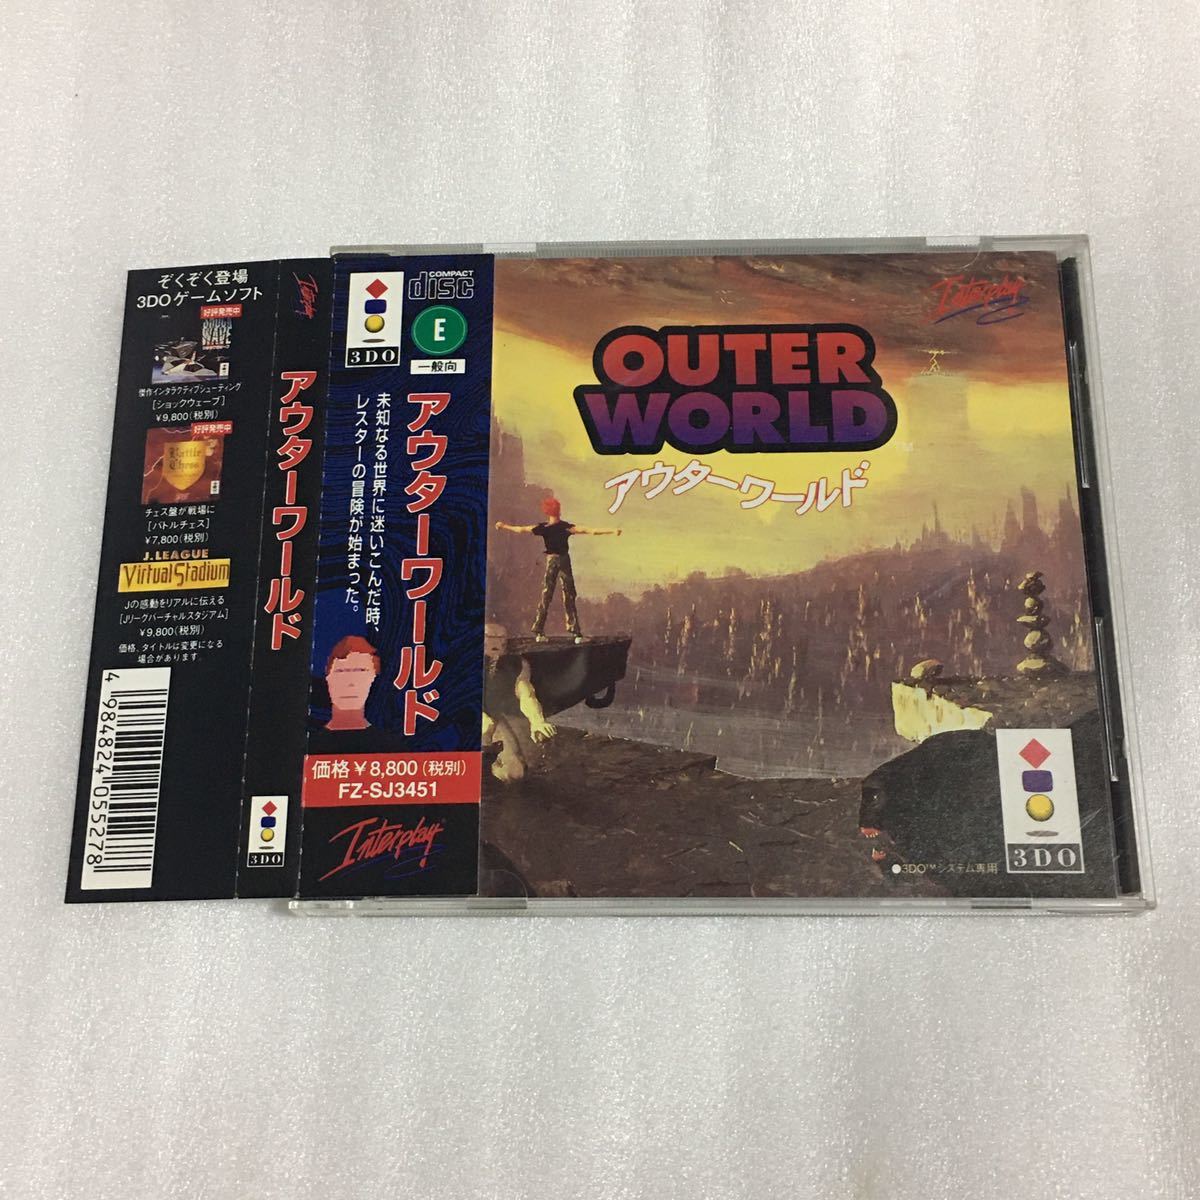 ぞくぞく登場
3DOゲームソフト
好評発売中
傑作インタラクティブシューティング
[ショックウェーブ]
¥9,800(税別)
好評発売中
Battle
Chess
チェス盤が戦場に
[バトルチェス]
¥7,800(税別)
J.LEAGUE
Virtual Stadium
Jの感動をリアルに伝える
[Jリーグバーチャルスタジアム]
¥9,800(税別)
価格、タイトルは変更になる
場合があります。
4984824055278
Interplay
アウターワールド
3DO
3DO
COMPACT
disc
E
一般向
アウターワールド
未知なる世界に迷いこんだ時、
レスターの冒険が始まった。
価格¥8,800(税別)
FZ-SJ3451
Interplay
Interplay
OUTER
WORLD
アウターワールド
●3DO™システム専用
3DO